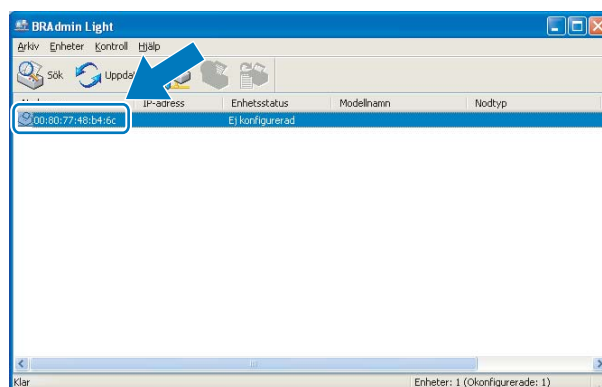 BRAdmin Light
Arkiv Enheter Kontroll Hjälp
Sök
IP-adress Enhetsstatus Modellnamn Nodtyp
00:80:77:48:b4:6c Ej konfigurerad
Klar Enheter: 1 (Okonfigurerade: 1)